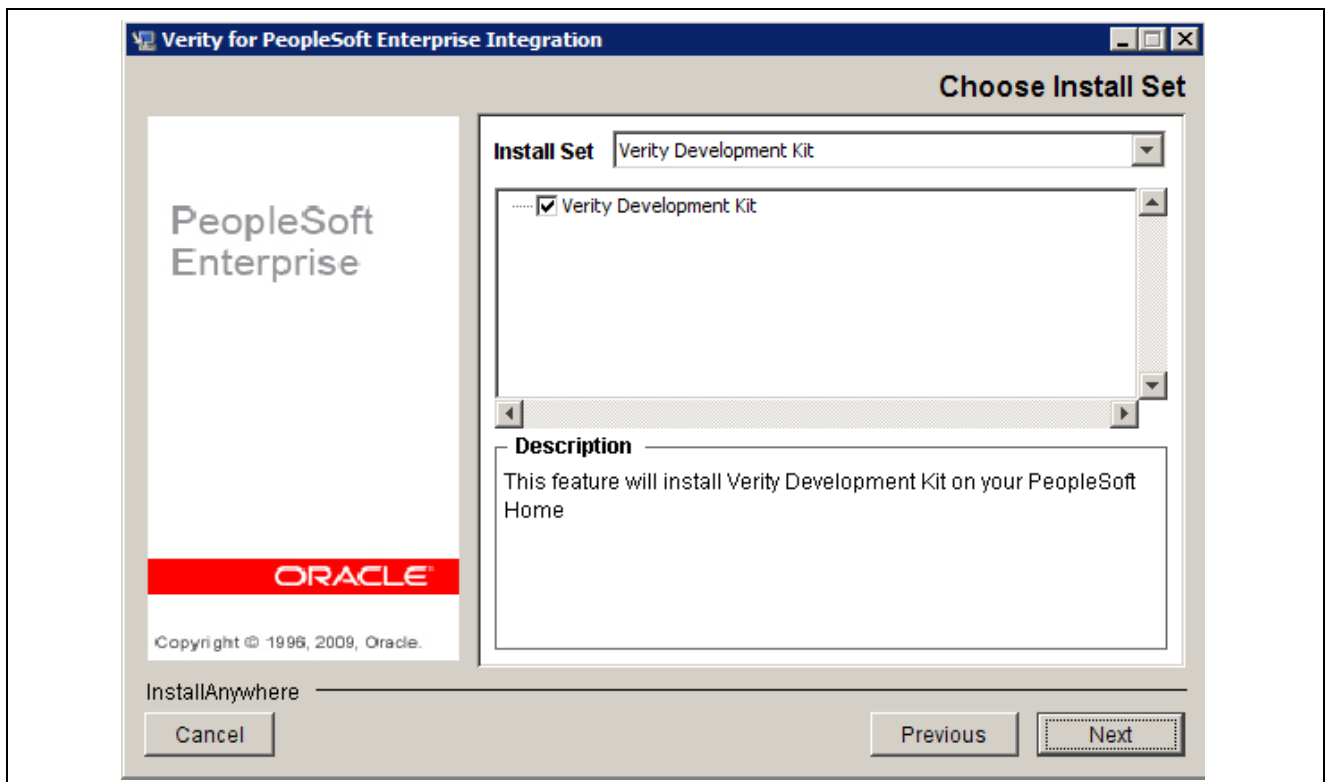 Verity for PeopleSoft Enterprise Integration
Choose Install Set
PeopleSoft
Enterprise
ORACLE
Copyright © 1996, 2009, Oracle.
Install Set Verity Development Kit
Verity Development Kit
Description
This feature will install Verity Development Kit on your PeopleSoft
Home
InstallAnywhere
Cancel Previous Next